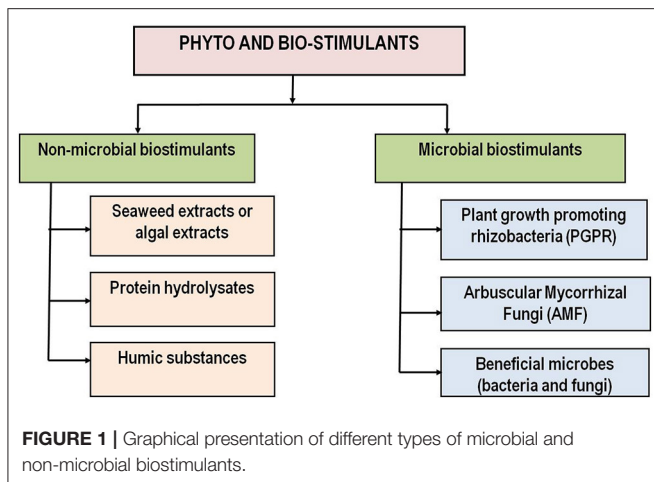 PHYTO AND BIO-STIMULANTS
Non-microbial biostimulants
Microbial biostimulants
Seaweed extracts or
algal extracts
Plant growth promoting
rhizobacteria (PGPR)
Protein hydrolysates
Arbuscular Mycorrhizal
Fungi (AMF)
Humic substances
Beneficial microbes
(bacteria and fungi)
FIGURE 1 | Graphical presentation of different types of microbial and
non-microbial biostimulants.